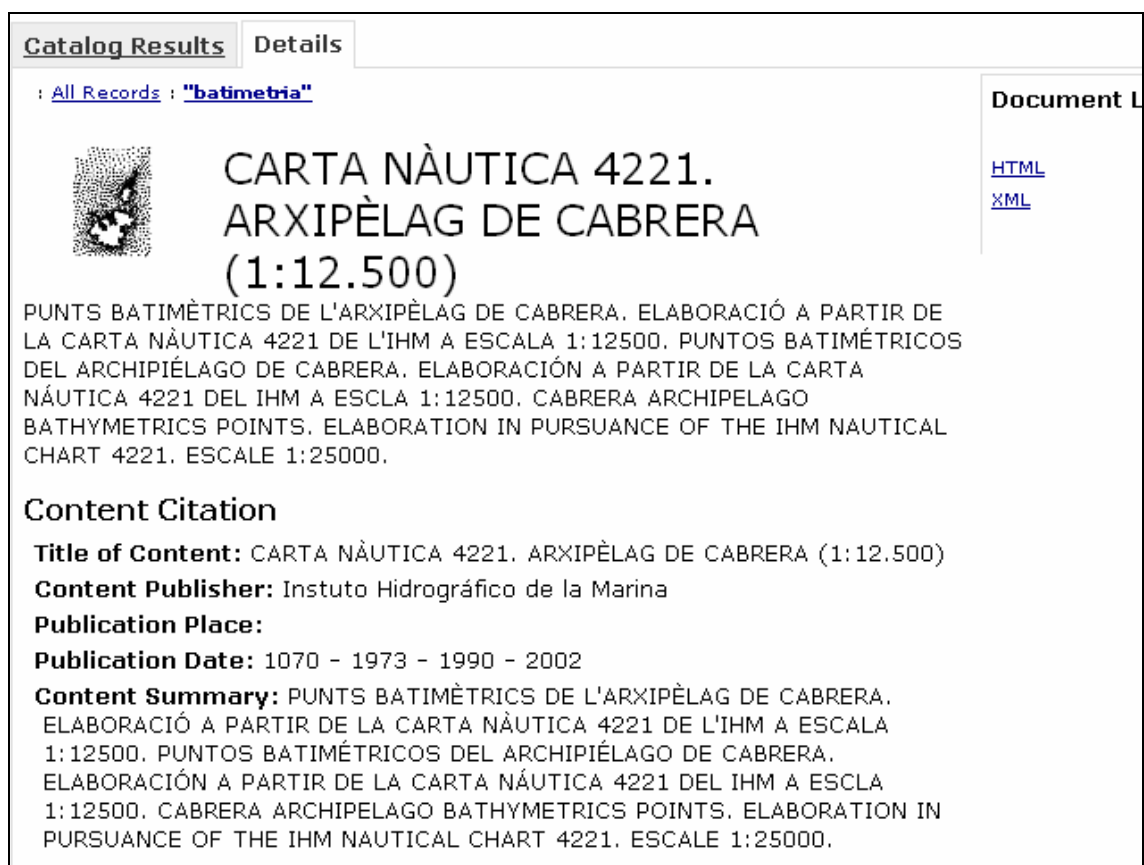 Catalog Results Details
: All Records : "batimetria"
Document L
HTML
XML
CARTA NÀUTICA 4221.
ARXIPÈLAG DE CABRERA
(1:12.500)
PUNTS BATIMÈTRICS DE L'ARXIPÈLAG DE CABRERA. ELABORACIÓ A PARTIR DE
LA CARTA NÀUTICA 4221 DE L'IHM A ESCALA 1:12500. PUNTOS BATIMÉTRICOS
DEL ARCHIPIÉLAGO DE CABRERA. ELABORACIÓN A PARTIR DE LA CARTA
NÁUTICA 4221 DEL IHM A ESCLA 1:12500. CABRERA ARCHIPELAGO
BATHYMETRICS POINTS. ELABORATION IN PURSUANCE OF THE IHM NAUTICAL
CHART 4221. ESCALE 1:25000.
Content Citation
Title of Content: CARTA NÀUTICA 4221. ARXIPÈLAG DE CABRERA (1:12.500)
Content Publisher: Instuto Hidrográfico de la Marina
Publication Place:
Publication Date: 1070 - 1973 - 1990 - 2002
Content Summary: PUNTS BATIMÈTRICS DE L'ARXIPÈLAG DE CABRERA.
ELABORACIÓ A PARTIR DE LA CARTA NÀUTICA 4221 DE L'IHM A ESCALA
1:12500. PUNTOS BATIMÉTRICOS DEL ARCHIPIÉLAGO DE CABRERA.
ELABORACIÓN A PARTIR DE LA CARTA NÁUTICA 4221 DEL IHM A ESCLA
1:12500. CABRERA ARCHIPELAGO BATHYMETRICS POINTS. ELABORATION IN
PURSUANCE OF THE IHM NAUTICAL CHART 4221. ESCALE 1:25000.